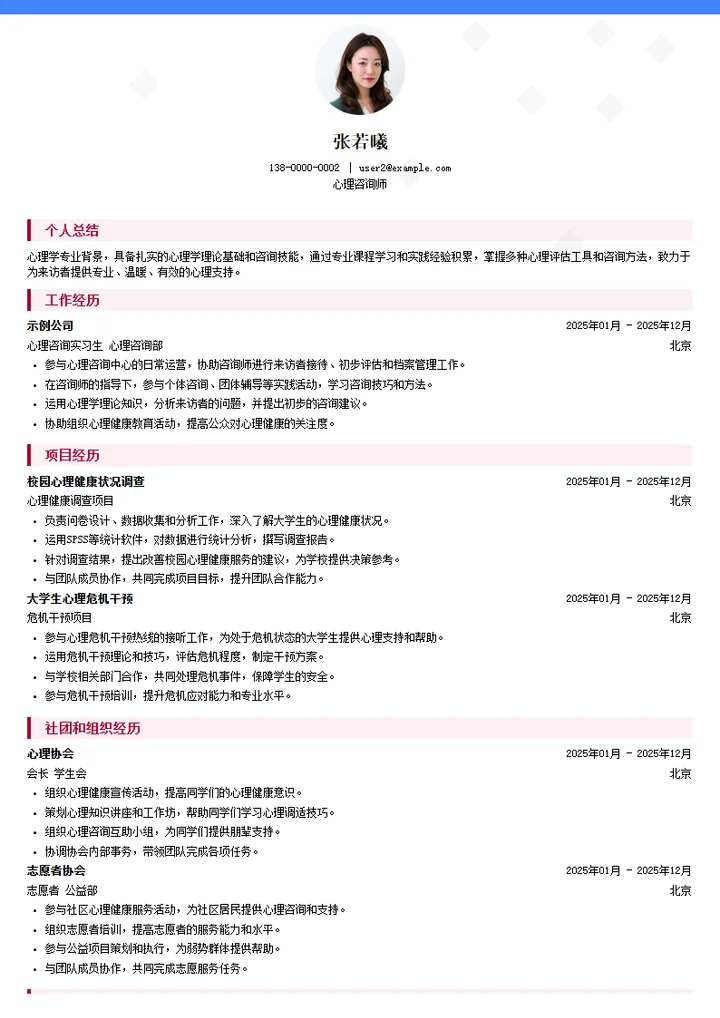 张若曦
138-0000-0002 | user2@example.com
心理咨询师
个人总结
心理学专业背景，具备扎实的心理学理论基础和咨询技能，通过专业课程学习和实践经验积累，掌握多种心理评估工具和咨询方法，致力于
为来访者提供专业、温暖、有效的心理支持。
工作经历
示例公司 2025年01月 - 2025年12月
心理咨询实习生 心理咨询部 北京
• 参与心理咨询中心的日常运营，协助咨询师进行来访者接待、初步评估和档案管理工作。
• 在咨询师的指导下，参与个体咨询、团体辅导等实践活动，学习咨询技巧和方法。
• 运用心理学理论知识，分析来访者的问题，并提出初步的咨询建议。
• 协助组织心理健康教育活动，提高公众对心理健康的关注度。
项目经历
校园心理健康状况调查 2025年01月 - 2025年12月
心理健康调查项目 北京
• 负责问卷设计、数据收集和分析工作，深入了解大学生的心理健康状况。
• 运用SPSS等统计软件，对数据进行统计分析，撰写调查报告。
• 针对调查结果，提出改善校园心理健康服务的建议，为学校提供决策参考。
• 与团队成员协作，共同完成项目目标，提升团队合作能力。
大学生心理危机干预 2025年01月 - 2025年12月
危机干预项目 北京
• 参与心理危机干预热线的接听工作，为处于危机状态的大学生提供心理支持和帮助。
• 运用危机干预理论和技巧，评估危机程度，制定干预方案。
• 与学校相关部门合作，共同处理危机事件，保障学生的安全。
• 参与危机干预培训，提升危机应对能力和专业水平。
社团和组织经历
心理协会 2025年01月 - 2025年12月
会长 学生会 北京
• 组织心理健康宣传活动，提高同学们的心理健康意识。
• 策划心理知识讲座和工作坊，帮助同学们学习心理调适技巧。
• 组织心理咨询互助小组，为同学们提供朋辈支持。
• 协调协会内部事务，带领团队完成各项任务。
志愿者协会 2025年01月 - 2025年12月
志愿者 公益部 北京
• 参与社区心理健康服务活动，为社区居民提供心理咨询和支持。
• 组织志愿者培训，提高志愿者的服务能力和水平。
• 参与公益项目策划和执行，为弱势群体提供帮助。
• 与团队成员协作，共同完成志愿服务任务。